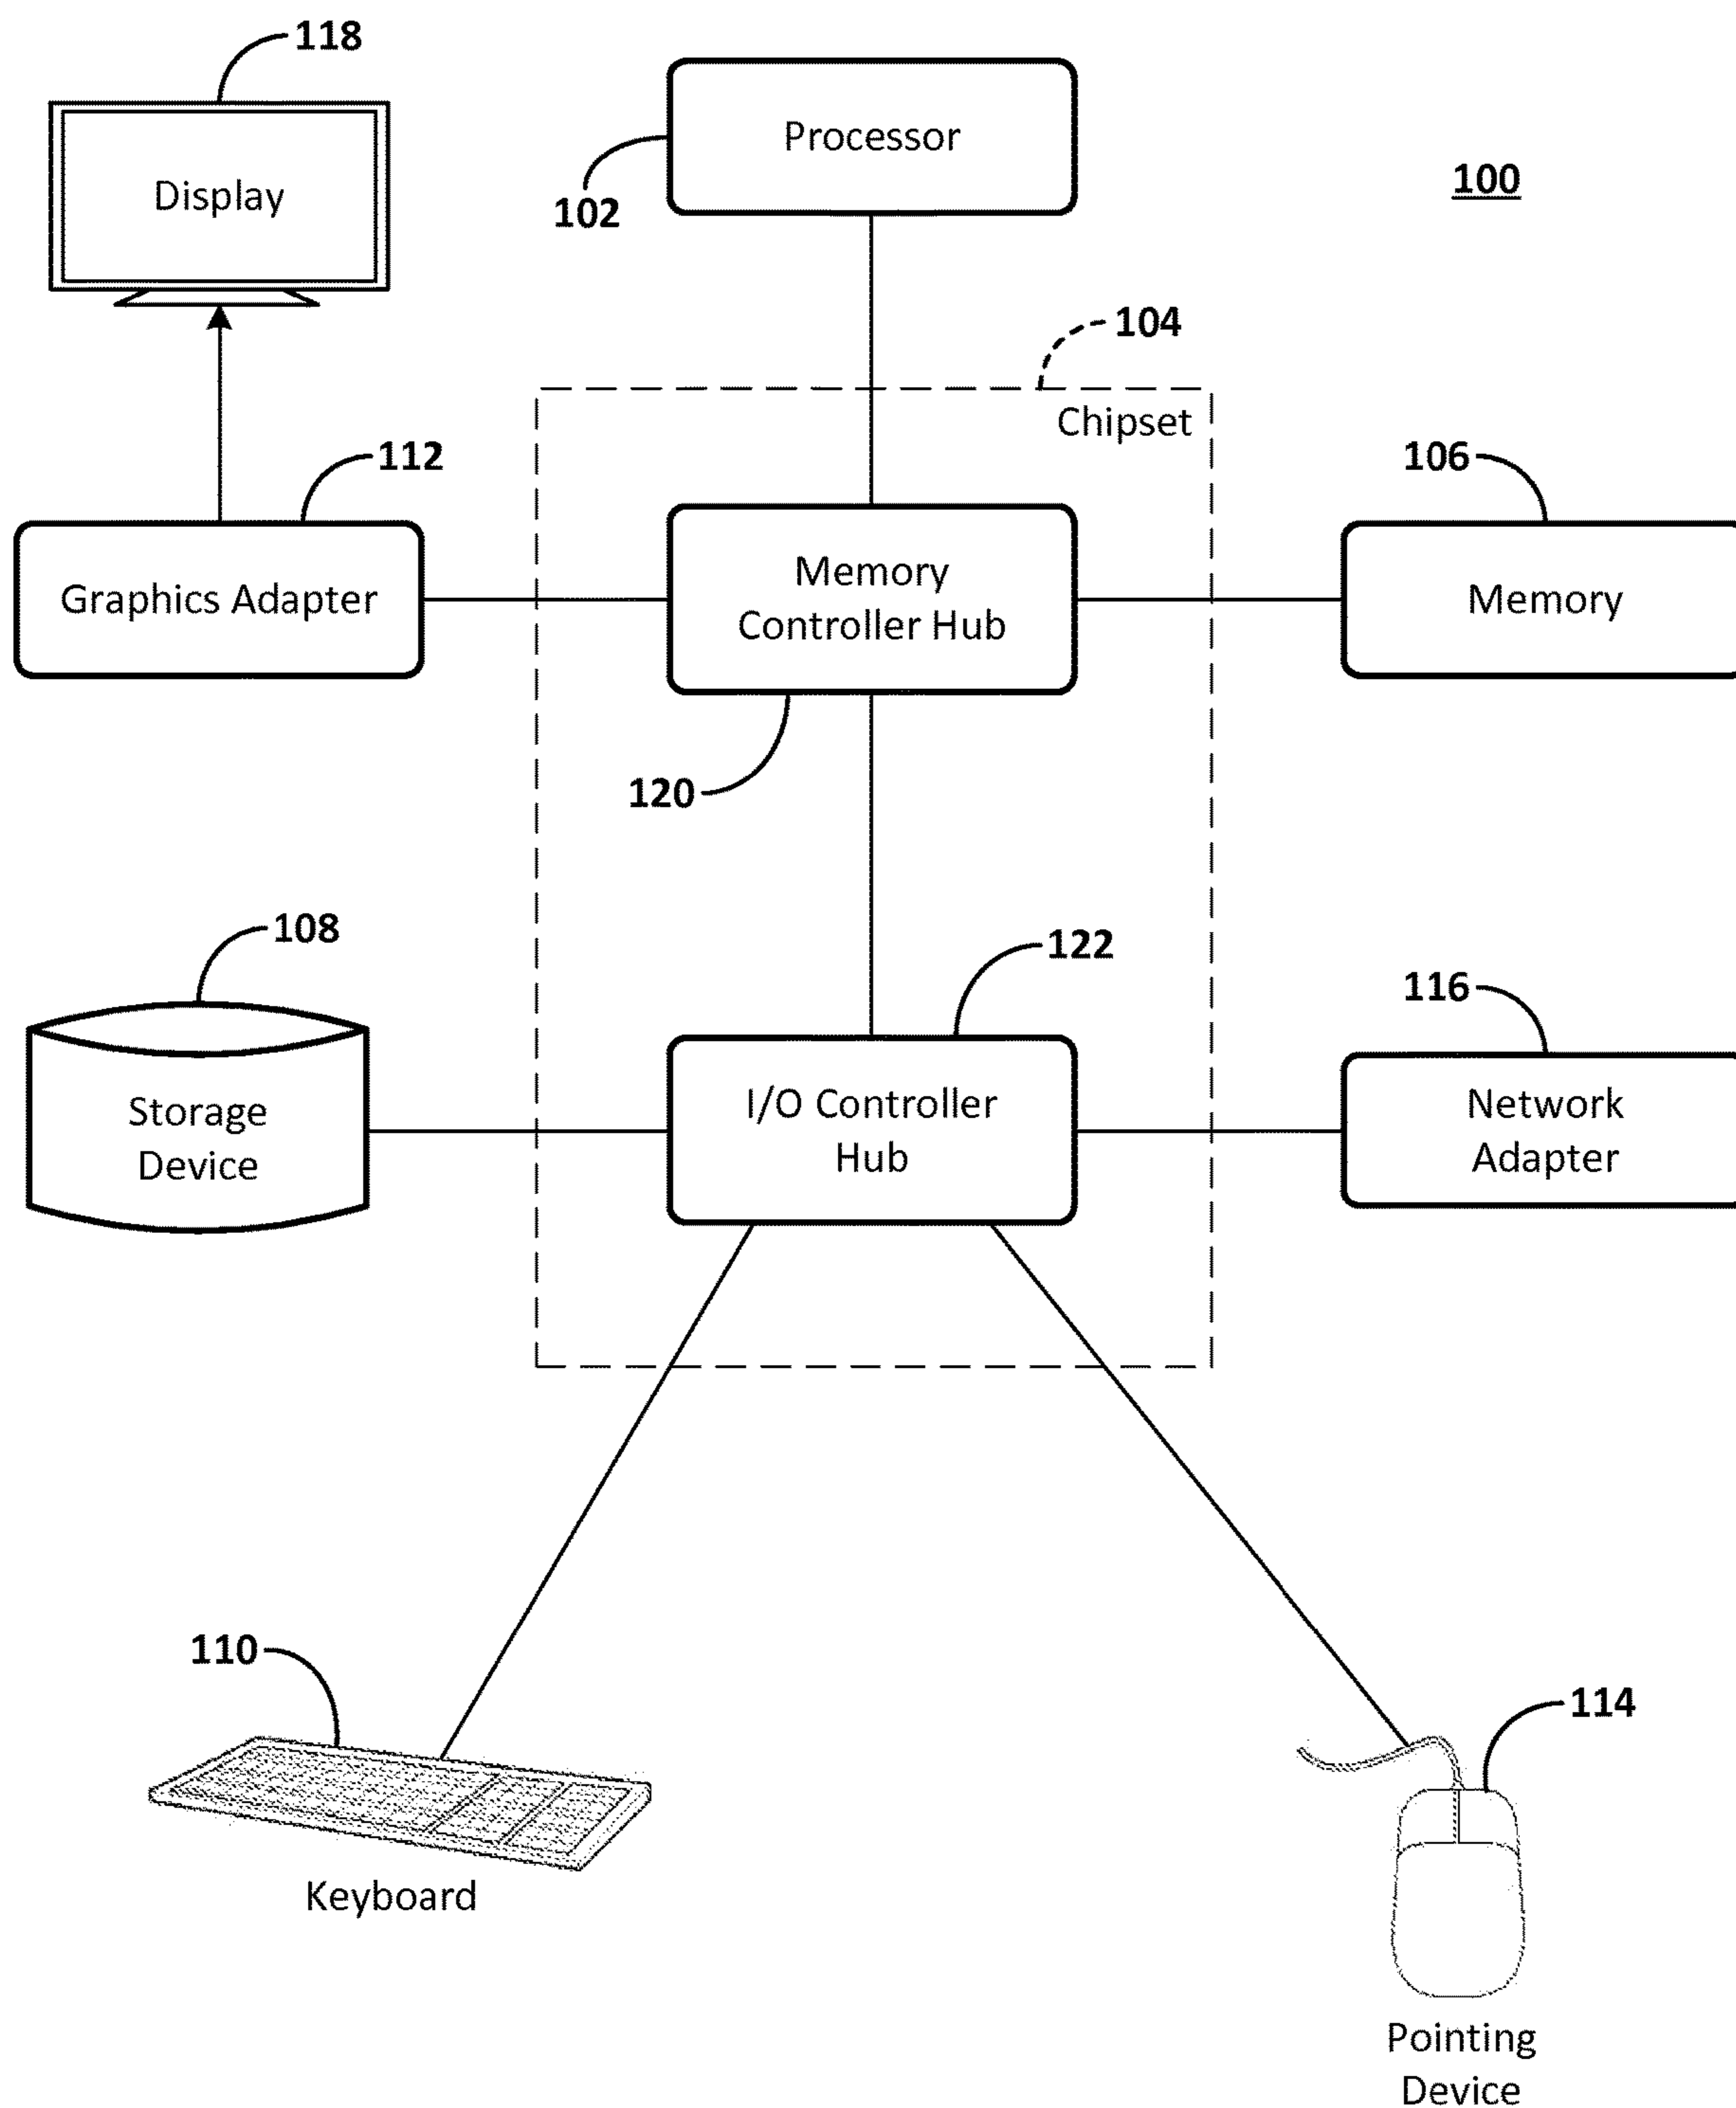 118
Processor
100
Display
102
104
Chipset
112
106
Graphics Adapter
Memory
Controller Hub
Memory
120
108
122
116
Storage
Device
I/O Controller
Hub
Network
Adapter
110
114
Keyboard
Pointing
Device